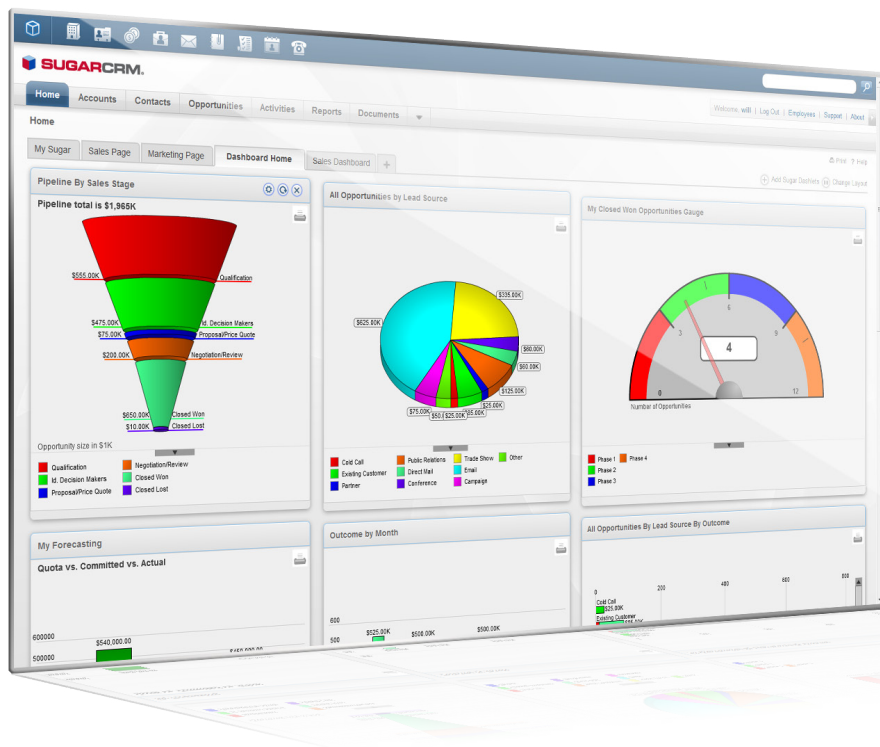 SUGARCRM.
Home Accounts Contacts Opportunities Activities Reports Documents
Welcome, will | Log Out | Employees | Support | About
Home
Print ? Help
My Sugar Sales Page Marketing Page Dashboard Home Sales Dashboard +
Add Sugar Dashlets Change Layout
Pipeline By Sales Stage
Pipeline total is $1,965K
$555.00K Qualification
$475.00K Id. Decision Makers
$75.00K Proposal/Price Quote
$200.00K Negotiation/Review
$650.00K Closed Won
$10.00K Closed Lost
Opportunity size in $1K
Qualification Negotiation/Review
Id. Decision Makers Closed Won
Proposal/Price Quote Closed Lost
All Opportunities by Lead Source
$335.00K
$825.00K
$60.00K
$60.00K
$125.00K
$25.00K
$75.00K $25.00K
Cold Call Public Relations Trade Show Other
Existing Customer Direct Mail Email
Partner Conference Campaign
My Closed Won Opportunities Gauge
6
3 9
4
0 12
Number of Opportunities
Phase 1 Phase 4
Phase 2
Phase 3
My Forecasting
Quota vs. Committed vs. Actual
600000
$540,000.00
500000
Outcome by Month
600
500 $525.00K $500.00K $500.00K
All Opportunities By Lead Source By Outcome
0 200 400 600 800
Cold Call
$25.00K
Existing Customer